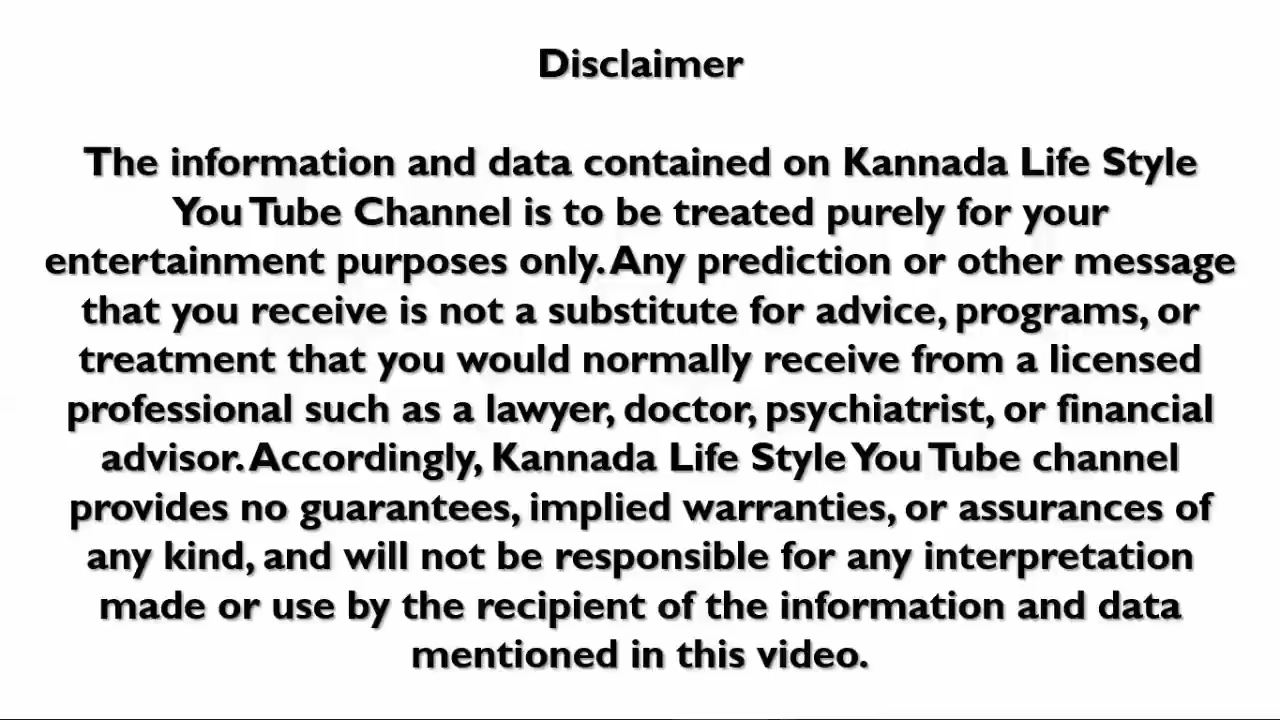 Disclaimer
The information and data contained on Kannada Life Style
You Tube Channel is to be treated purely for your
entertainment purposes only. Any prediction or other message
that you receive is not a substitute for advice, programs, or
treatment that you would normally receive from a licensed
professional such as a lawyer, doctor, psychiatrist, or financial
advisor. Accordingly, Kannada Life Style You Tube channel
provides no guarantees, implied warranties, or assurances of
any kind, and will not be responsible for any interpretation
made or use by the recipient of the information and data
mentioned in this video.